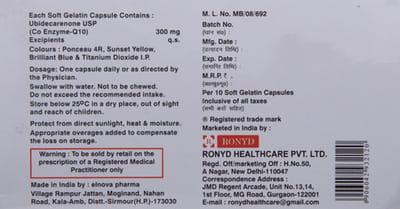 Each Soft Gelatin Capsule Contains :
Ubidecarenone USP
(Co Enzyme-Q10) 300 mg
Excipients q.s.
Colours : Ponceau 4R, Sunset Yellow,
Brilliant Blue & Titanium Dioxide I.P.
Dosage: One capsule daily or as directed by
the Physician.
Swallow with water. Not to be chewed.
Do not exceed the recommended intake.
Store below 25°C in a dry place, out of sight
and reach of children.
Protect from direct sunlight, heat & moisture.
Appropriate overages added to compensate
the loss on storage.
Warning : To be sold by retail on the
prescription of a Registered Medical
Practitioner only
Made in India by : elnova pharma
Village Rampur Jattan, Moginand, Nahan
Road, Kala-Amb, Distt.-Sirmour(H.P.)-173030
M. L. No. MB/08/692
Batch No.
(घान सं०)
Mfg. Date :
(उत्पादन तिथि) :
Exp. Date :
(समाप्ति तिथि) :
M.R.P. ₹ .
Per 10 Soft Gelatin Capsules
Inclusive of all taxes
(सभी करों सहित)
® Registered trade mark
Marketed in India by :
RONYD
RONYD HEALTHCARE PVT. LTD.
Regd. Off/marketing Off : H.No.50,
A Nagar, New Delhi-110047
Correspondence Address :
JMD Regent Arcade, Unit No.13,14,
1st Floor, MG Road, Gurgaon-122001
E-mail : ronydhealthcare@gmail.com